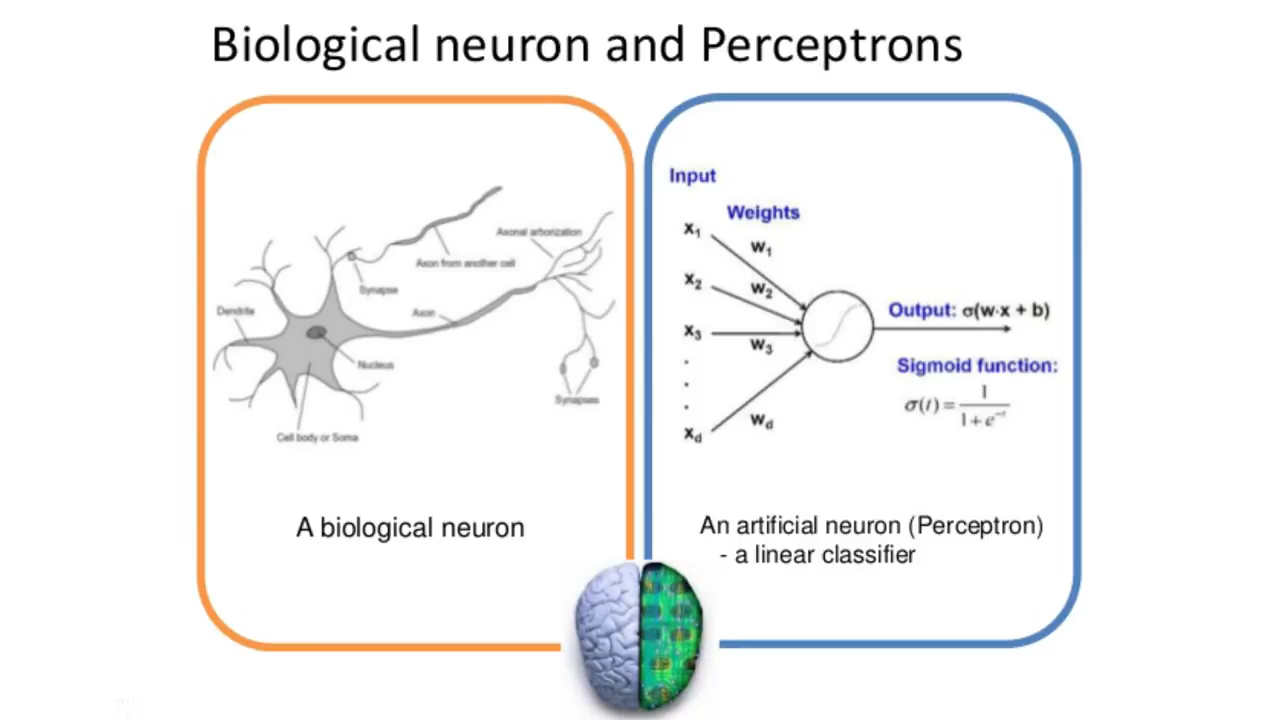 Biological neuron and Perceptrons
Axonal arborization
Axon from another cell
Synapse
Dendrite
Axon
Nucleus
Synapses
Cell body or Soma
A biological neuron
Input
Weights
x1
w1
x2
w2
x3
w3
.
.
.
xd
wd
Output: σ(w·x + b)
Sigmoid function:
σ(t) = 1 / 1 + e^-t
An artificial neuron (Perceptron)
- a linear classifier